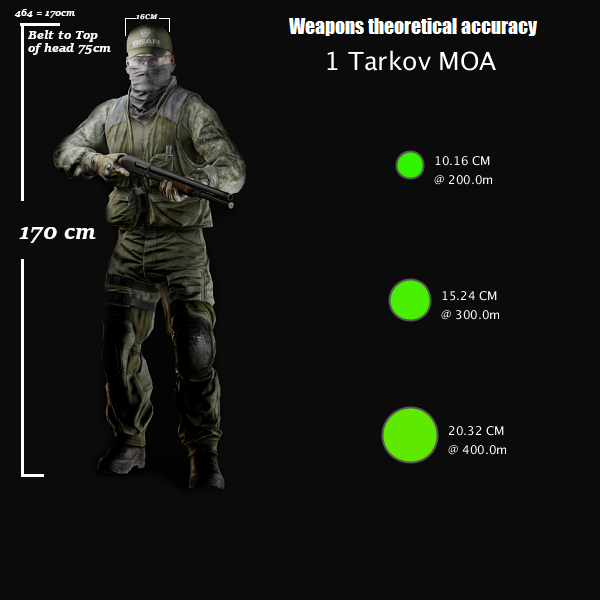 464 = 170cm
16CM
Belt to Top
of head 75cm
BEAR
170 cm
Weapons theoretical accuracy
1 Tarkov MOA
10.16 CM
@ 200.0m
15.24 CM
@ 300.0m
20.32 CM
@ 400.0m